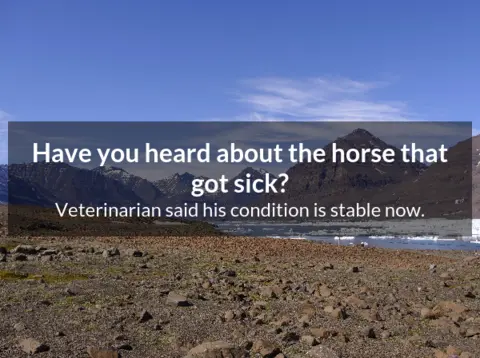 Have you heard about the horse that
got sick?
Veterinarian said his condition is stable now.